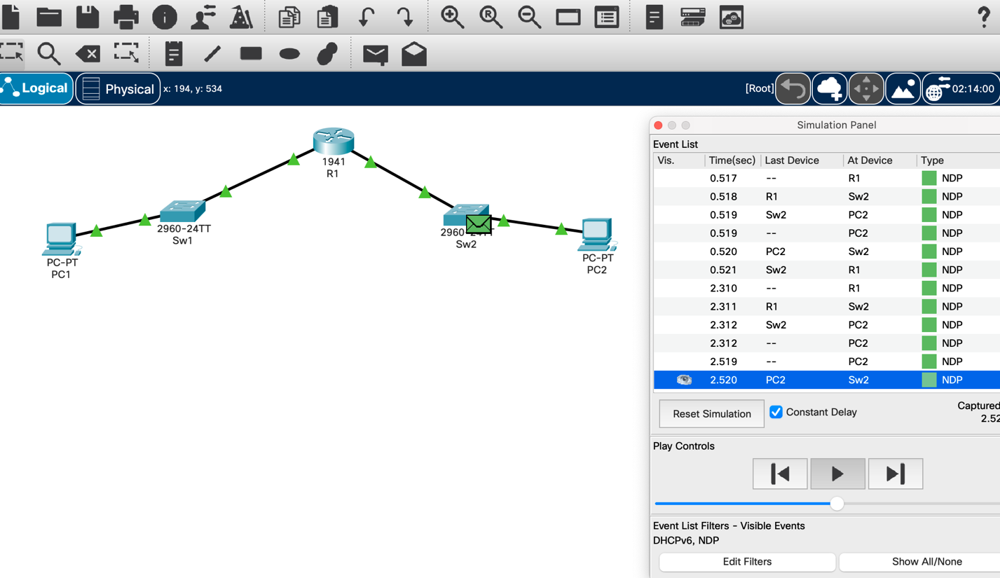 Logical
Physical
x: 194, y: 534
[Root]
02:14:00
1941
R1
2960-24TT
Sw1
Sw2
PC-PT
PC1
PC-PT
PC2
Simulation Panel
Event List
Vis. Time(sec) Last Device At Device Type
0.517 -- R1 NDP
0.518 R1 Sw2 NDP
0.519 Sw2 PC2 NDP
0.519 -- PC2 NDP
0.520 PC2 Sw2 NDP
0.521 Sw2 R1 NDP
2.310 -- R1 NDP
2.311 R1 Sw2 NDP
2.312 Sw2 PC2 NDP
2.312 -- PC2 NDP
2.519 -- PC2 NDP
2.520 PC2 Sw2 NDP
Reset Simulation
Constant Delay
Captured
2.52
Play Controls
Event List Filters - Visible Events
DHCPv6, NDP
Edit Filters
Show All/None